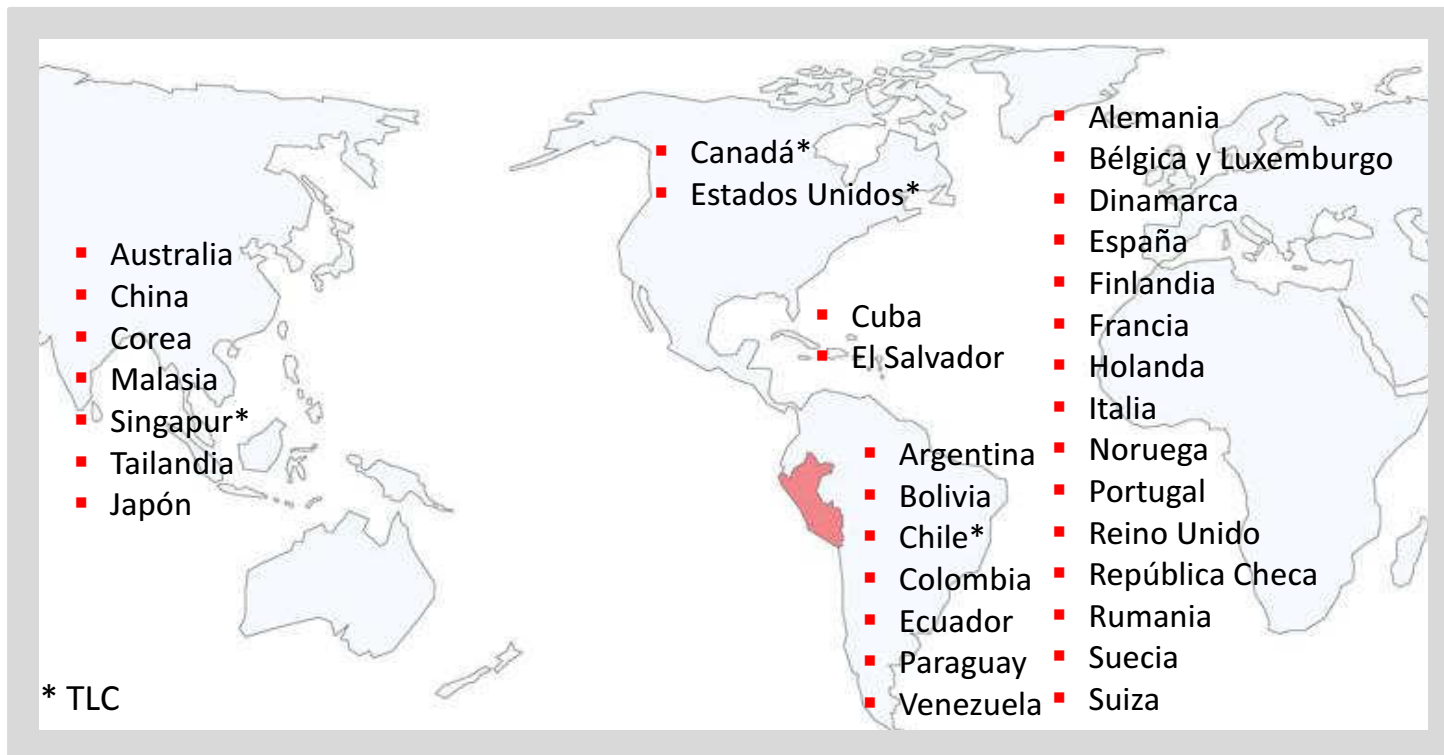 Australia
China
Corea
Malasia
Singapur*
Tailandia
Japón
Canadá*
Estados Unidos*
Cuba
El Salvador
Argentina
Bolivia
Chile*
Colombia
Ecuador
Paraguay
Venezuela
Alemania
Bélgica y Luxemburgo
Dinamarca
España
Finlandia
Francia
Holanda
Italia
Noruega
Portugal
Reino Unido
República Checa
Rumania
Suecia
Suiza
* TLC